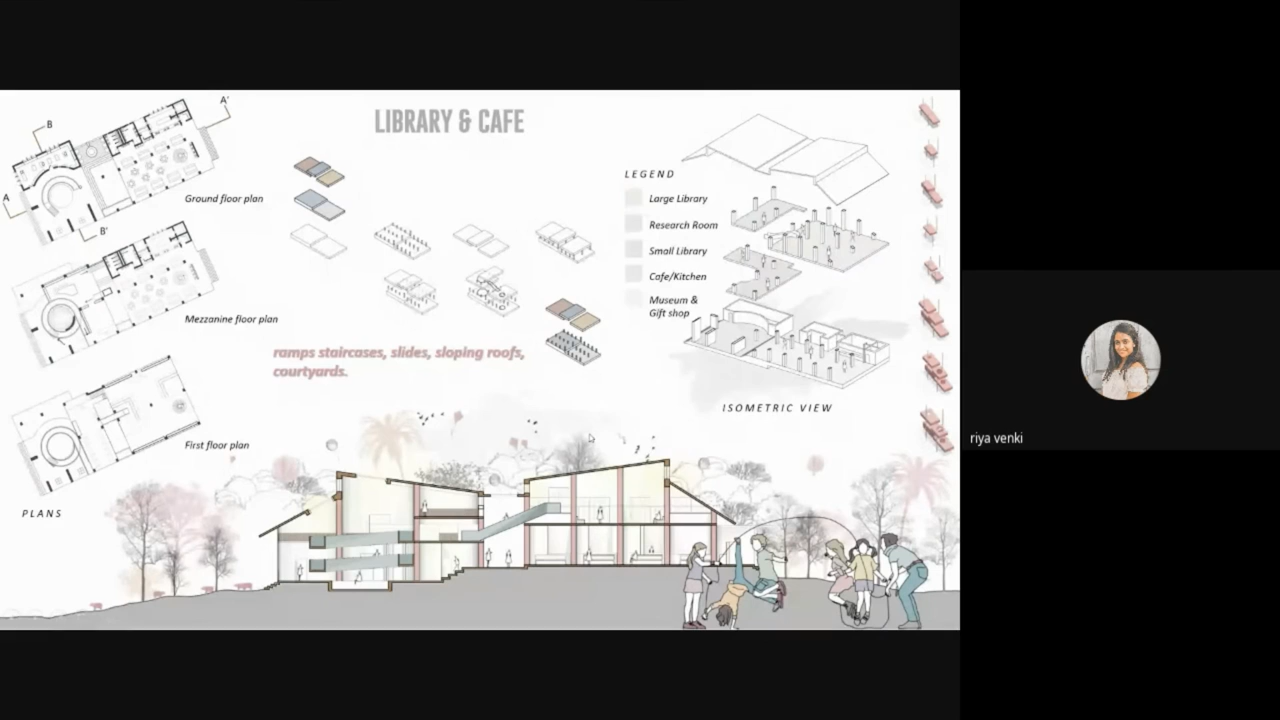 LIBRARY & CAFE
A'
B
A
B'
Ground floor plan
Mezzanine floor plan
First floor plan
PLANS
ramps staircases, slides, sloping roofs,
courtyards.
LEGEND
Large Library
Research Room
Small Library
Cafe/Kitchen
Museum &
Gift shop
ISOMETRIC VIEW
riya venki